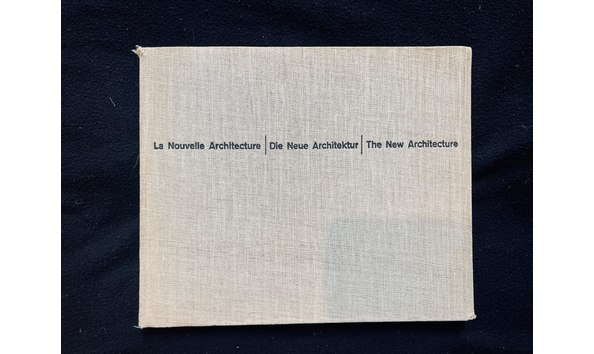 La Nouvelle Architecture | Die Neue Architektur | The New Architecture